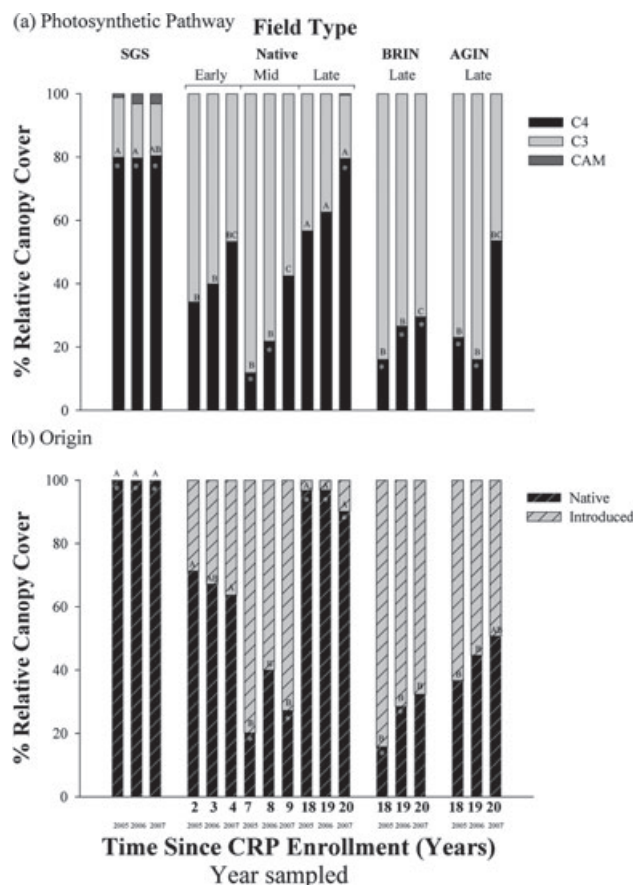 (a) Photosynthetic Pathway
Field Type
SGS Native BRIN AGIN
Early Mid Late Late Late
100
80
60
40
20
0
% Relative Canopy Cover
A A AB
B B BC B B C A A A
B B C
B B BC
C4
C3
CAM
(b) Origin
100
80
60
40
20
0
% Relative Canopy Cover
A A A
A AB A B B B A A A
B B B
A B AB
Native
Introduced
2 3 4 7 8 9 18 19 20 18 19 20 18 19 20
2005 2006 2007 2005 2006 2007 2005 2006 2007 2005 2006 2007 2005 2006 2007 2005 2006 2007
Time Since CRP Enrollment (Years)
Year sampled